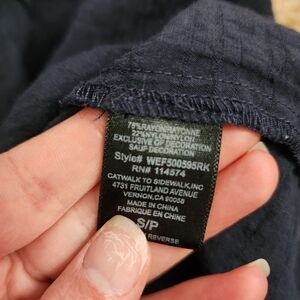 78%RAYON/RAYONNE
22%NYLON/NYLON
EXCLUSIVE OF DECORATION
SAUF DECORATION
Style# WEF500595RK
RN# 114574
CATWALK TO SIDEWALK,INC
4731 FRUITLAND AVENUE
VERNON,CA 90058
MADE IN CHINA
FABRIQUE EN CHINE
S/P
REVERSE